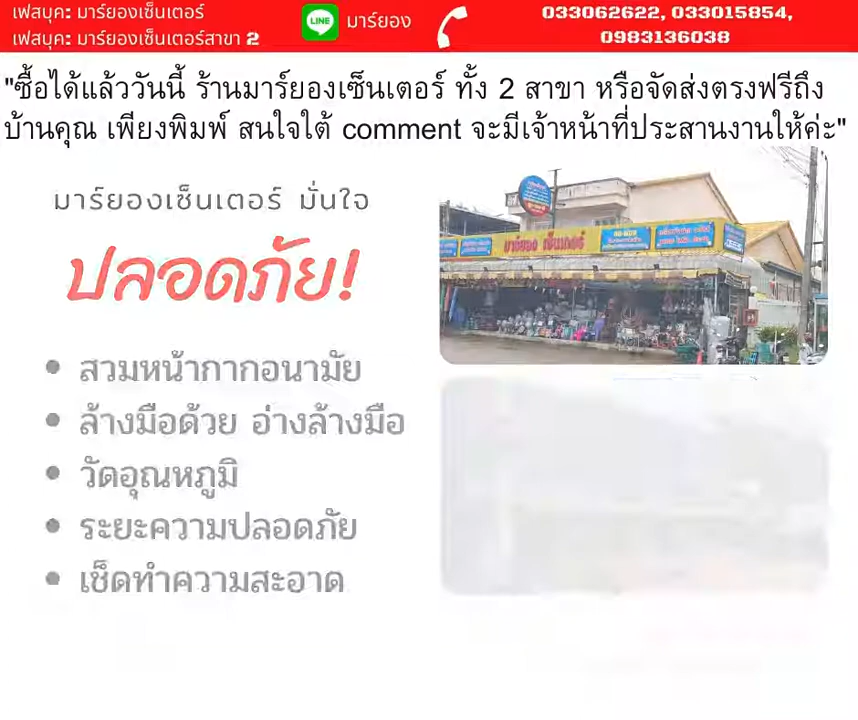 เฟสบุค: มาร์ยองเซ็นเตอร์
เฟสบุค: มาร์ยองเซ็นเตอร์สาขา 2
LINE
มาร์ยอง
033062622, 033015854,
0983136038
"ซื้อได้แล้ววันนี้ ร้านมาร์ยองเซ็นเตอร์ ทั้ง 2 สาขา หรือจัดส่งตรงฟรีถึง
บ้านคุณ เพียงพิมพ์ สนใจใต้ comment จะมีเจ้าหน้าที่ประสานงานให้ค่ะ"
มาร์ยองเซ็นเตอร์ มั่นใจ
ปลอดภัย!
• สวมหน้ากากอนามัย
• ล้างมือด้วย อ่างล้างมือ
• วัดอุณหภูมิ
• ระยะความปลอดภัย
• เช็ดทำความสะอาด
มาร์ยอง เซ็นเตอร์